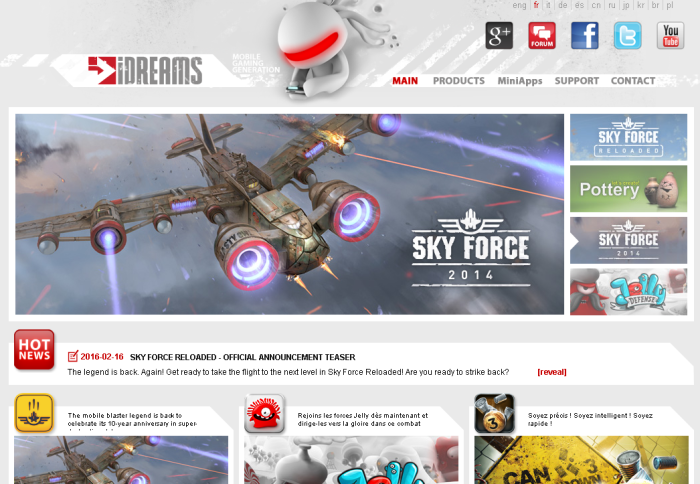 eng fr it de és cn ru jp kr br pl
g+ FORUM f t You Tube
iDREAMS
MOBILE
GAMING
GENERATION
MAIN PRODUCTS MiniApps SUPPORT CONTACT
SKY FORCE
RELOADED
Pottery
SKY FORCE
2014
SKY FORCE
2014
Jelly
DEFENSE
HOT
NEWS
2016-02-16 SKY FORCE RELOADED - OFFICIAL ANNOUNCEMENT TEASER
The legend is back. Again! Get ready to take the flight to the next level in Sky Force Reloaded! Are you ready to strike back? [reveal]
The mobile blaster legend is back to
celebrate its 10-year anniversary in super-
Rejoins les forces Jelly dès maintenant et
dirige-les vers la gloire dans ce combat
Soyez précis ! Soyez intelligent ! Soyez
rapide !
CAN
3